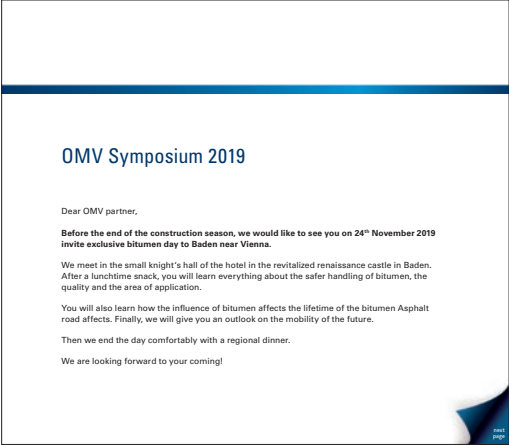 OMV Symposium 2019
Dear OMV partner,
Before the end of the construction season, we would like to see you on 24th November 2019
invite exclusive bitumen day to Baden near Vienna.
We meet in the small knight's hall of the hotel in the revitalized renaissance castle in Baden.
After a lunchtime snack, you will learn everything about the safer handling of bitumen, the
quality and the area of application.
You will also learn how the influence of bitumen affects the lifetime of the bitumen Asphalt
road affects. Finally, we will give you an outlook on the mobility of the future.
Then we end the day comfortably with a regional dinner.
We are looking forward to your coming!
next
page